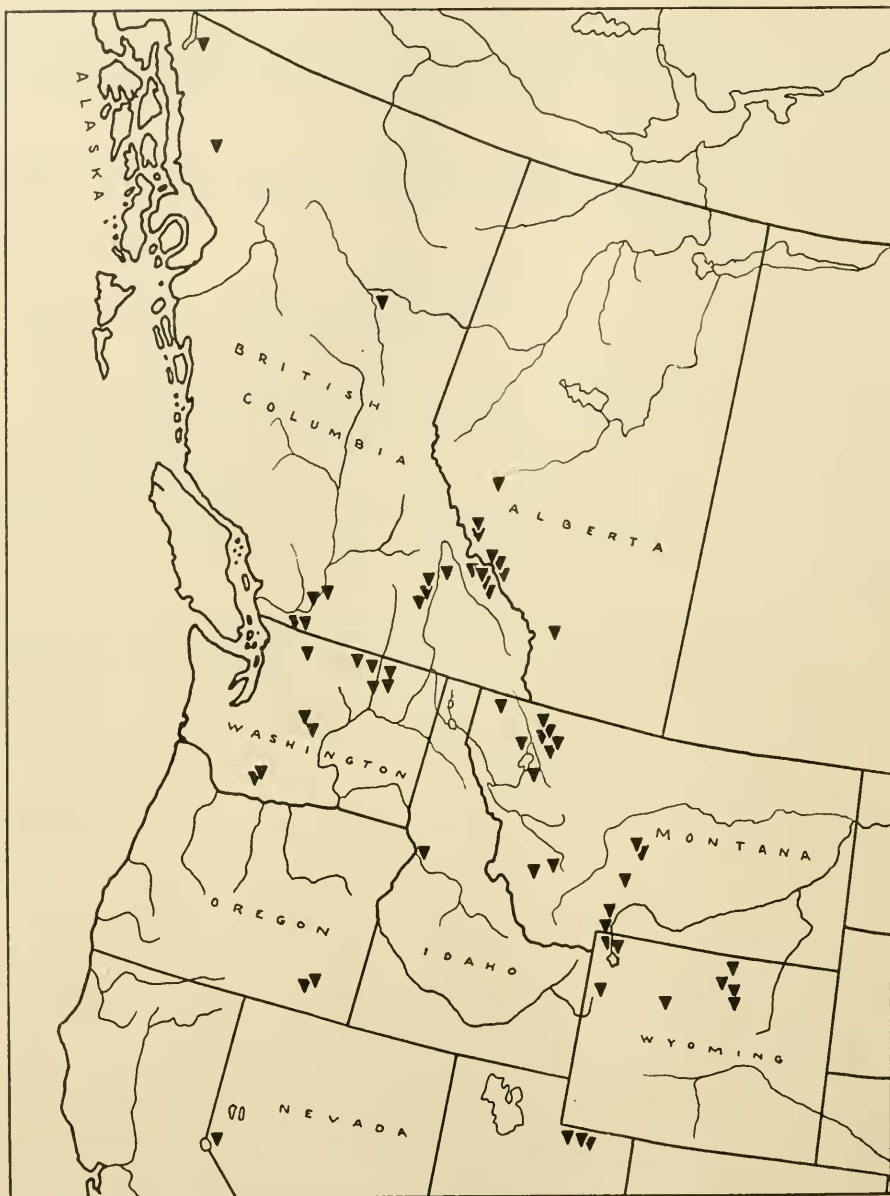 ALASKA
BRITISH
COLUMBIA
ALBERTA
WASHINGTON
MONTANA
OREGON
IDAHO
WYOMING
NEVADA